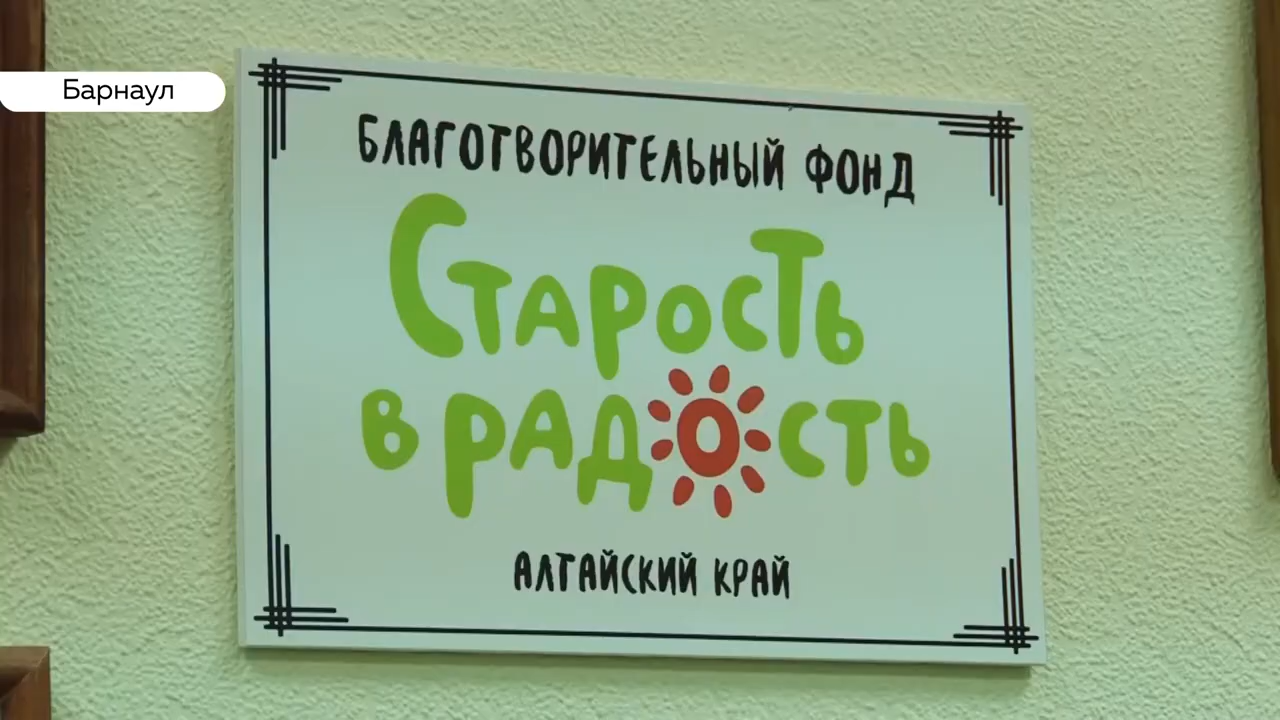 Барнаул
БЛАГОТВОРИТЕЛЬНЫЙ ФОНД
Старость
в радость
АЛТАЙСКИЙ КРАЙ